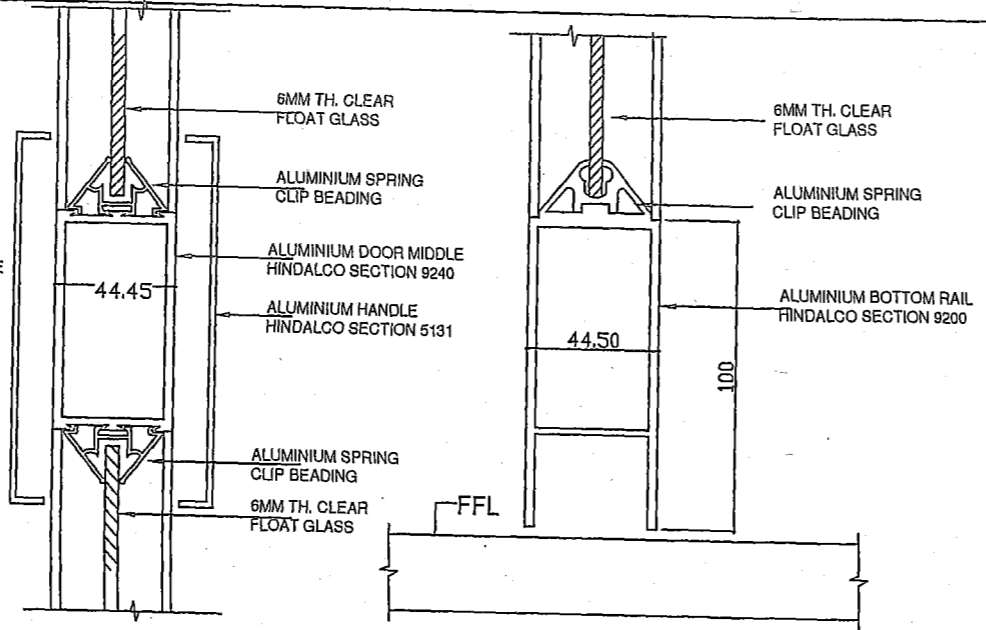 6MM TH. CLEAR
FLOAT GLASS
ALUMINIUM SPRING
CLIP BEADING
ALUMINIUM DOOR MIDDLE
HINDALCO SECTION 9240
44.45
ALUMINIUM HANDLE
HINDALCO SECTION 5131
ALUMINIUM SPRING
CLIP BEADING
6MM TH. CLEAR
FLOAT GLASS
6MM TH. CLEAR
FLOAT GLASS
ALUMINIUM SPRING
CLIP BEADING
ALUMINIUM BOTTOM RAIL
HINDALCO SECTION 9200
44.50
100
FFL